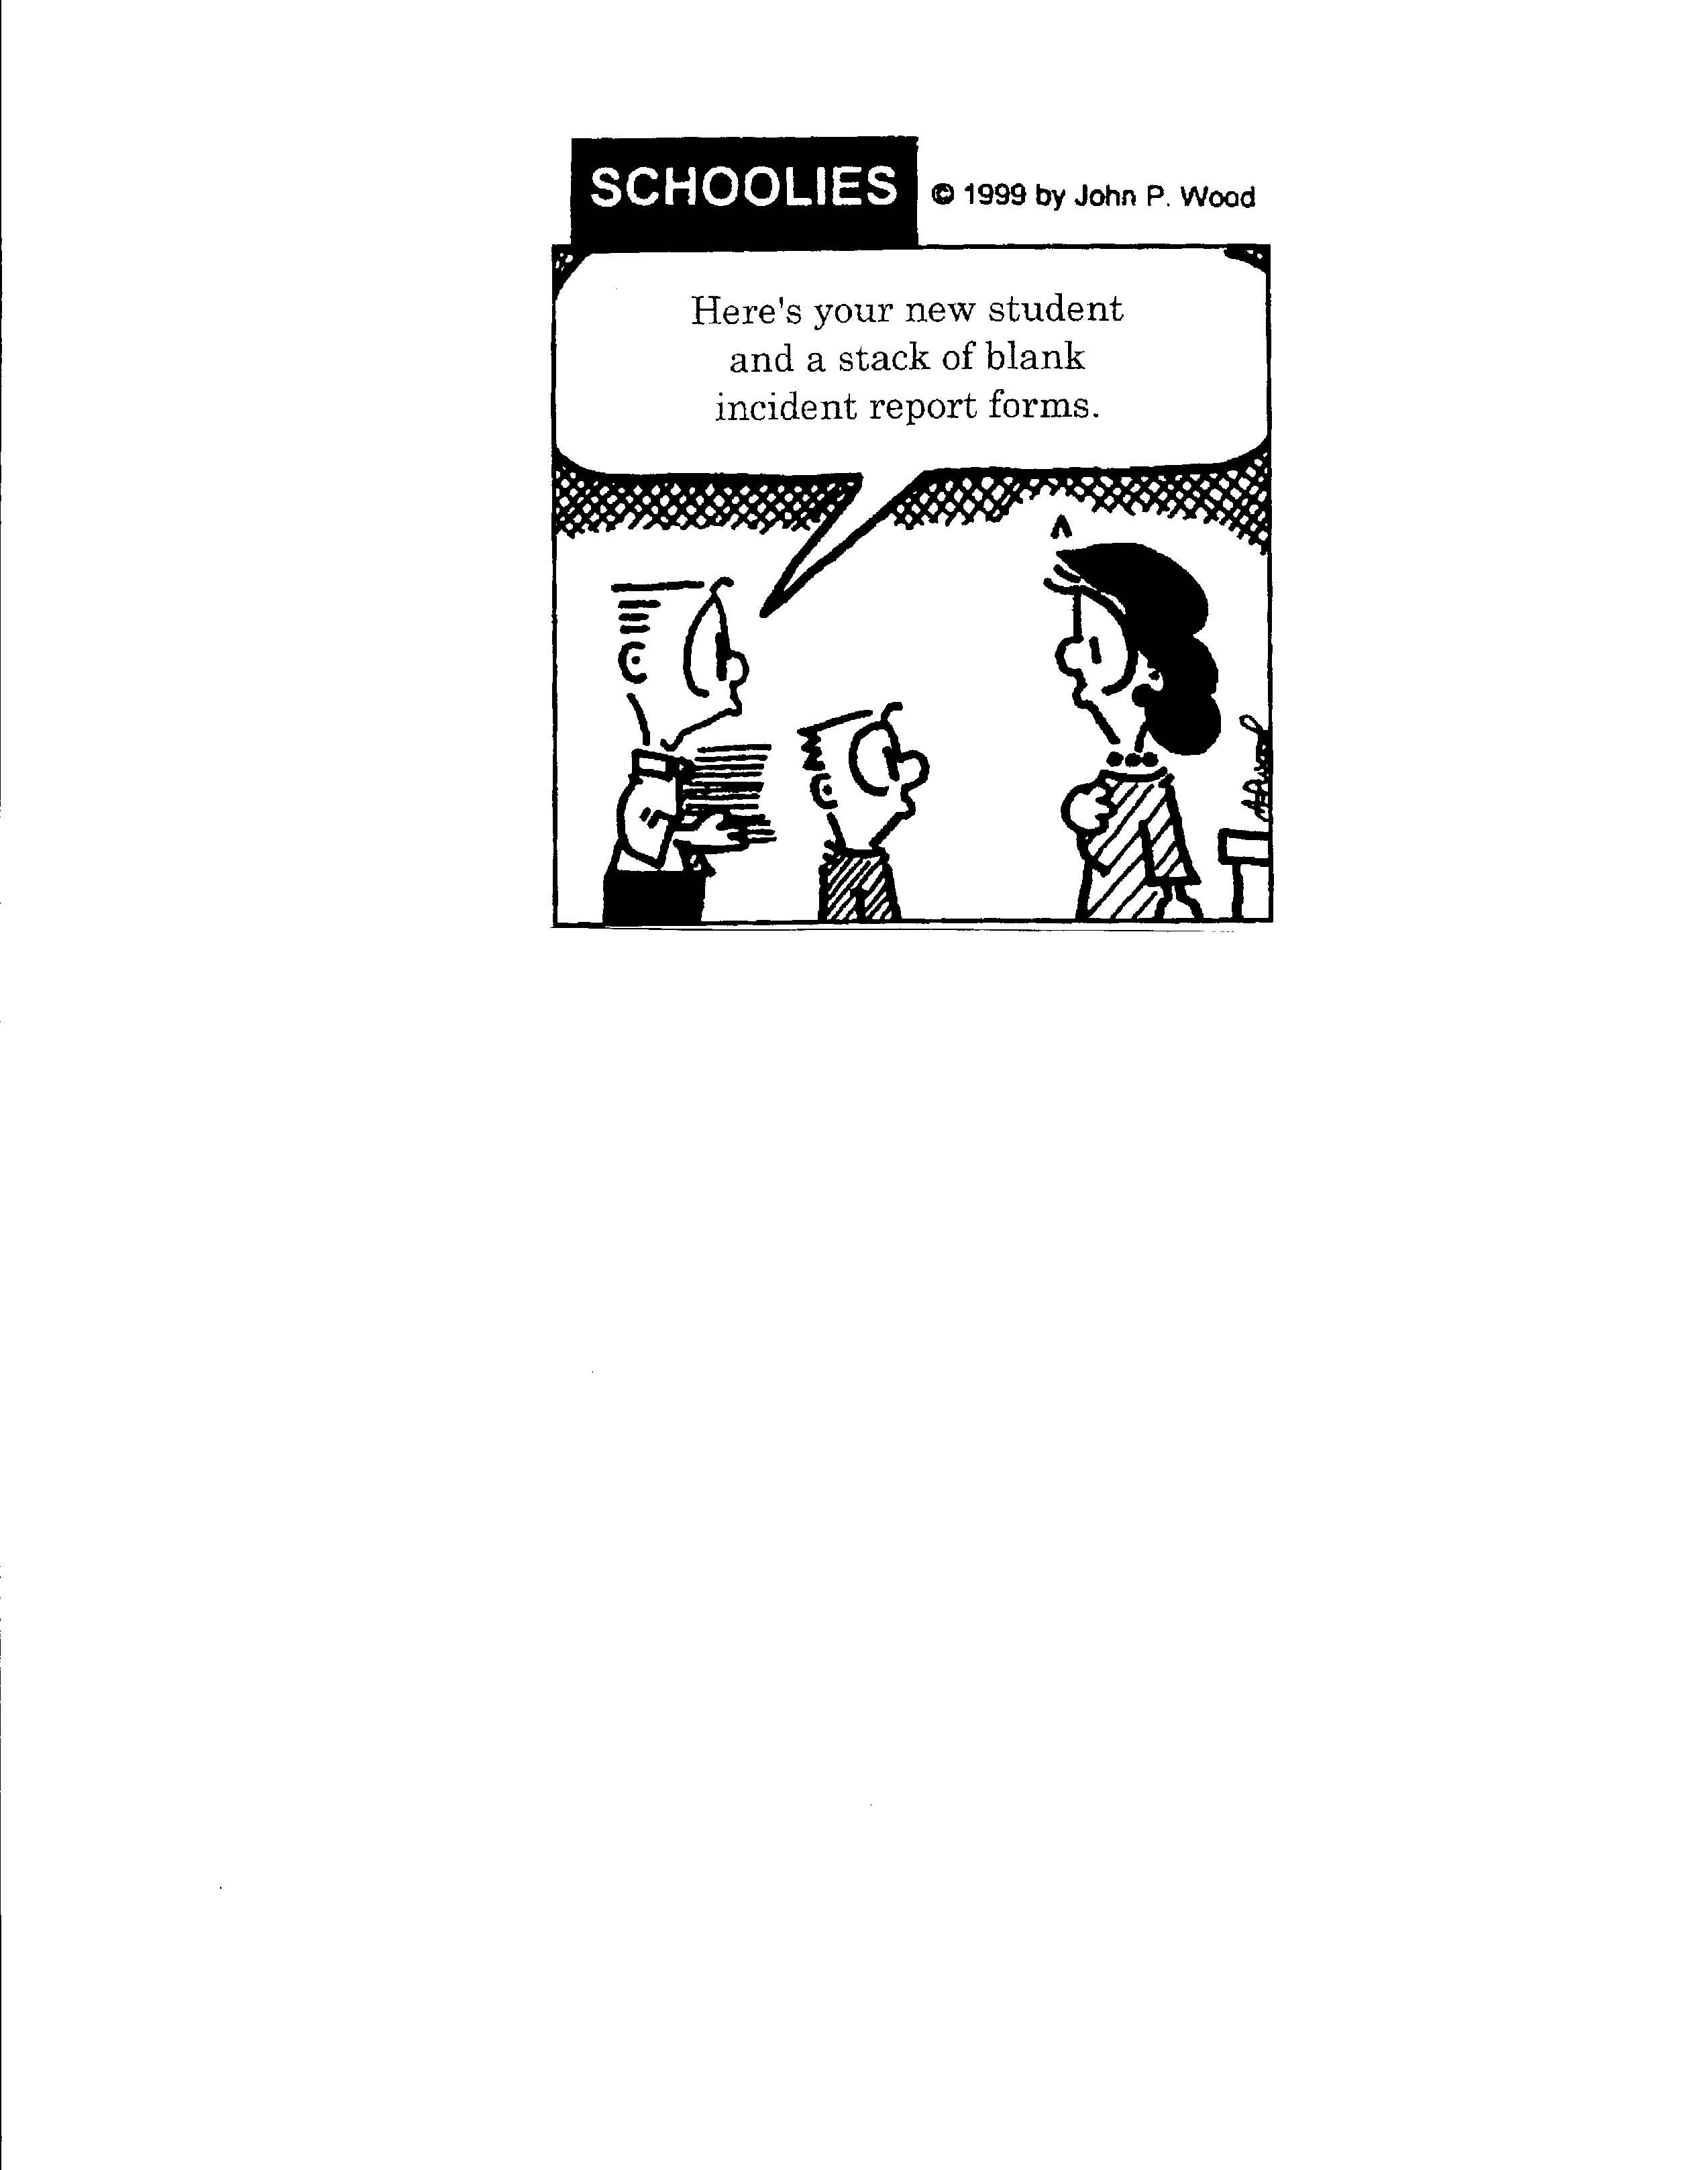 SCHOOLIES © 1999 by John P. Wood
Here's your new student
and a stack of blank
incident report forms.